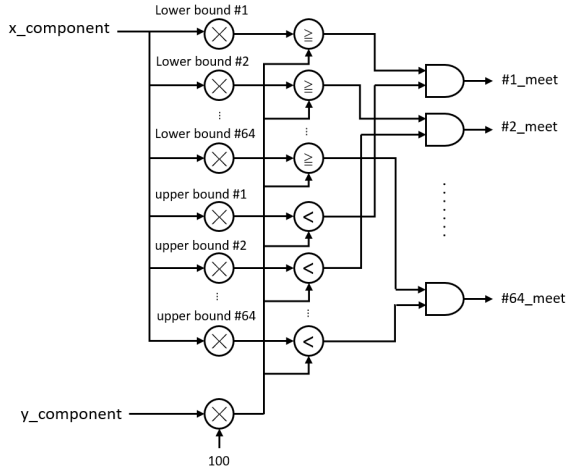 Lower bound #1
x_component
≥
#1_meet
Lower bound #2
≥
#2_meet
Lower bound #64
≥
upper bound #1
<
upper bound #2
<
#64_meet
upper bound #64
<
y_component
100